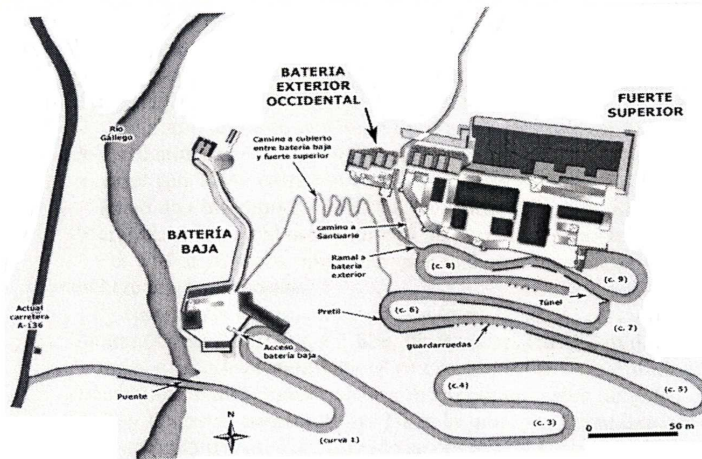 BATERIA
EXTERIOR
OCCIDENTAL
FUERTE
SUPERIOR
Río
Gállego
Camino a cubierto
entre batería baja
y fuerte superior
BATERÍA
BAJA
camino a
Santuario
Ramal a
batería
exterior
(c. 8)
(c. 9)
Túnel
Actual
carretera
A-136
Pretil
(c. 6)
(c. 7)
guardarruedas
Acceso
batería baja
Puente
(c.4)
(c. 5)
N
(curva 1)
(c. 3)
0 50 m